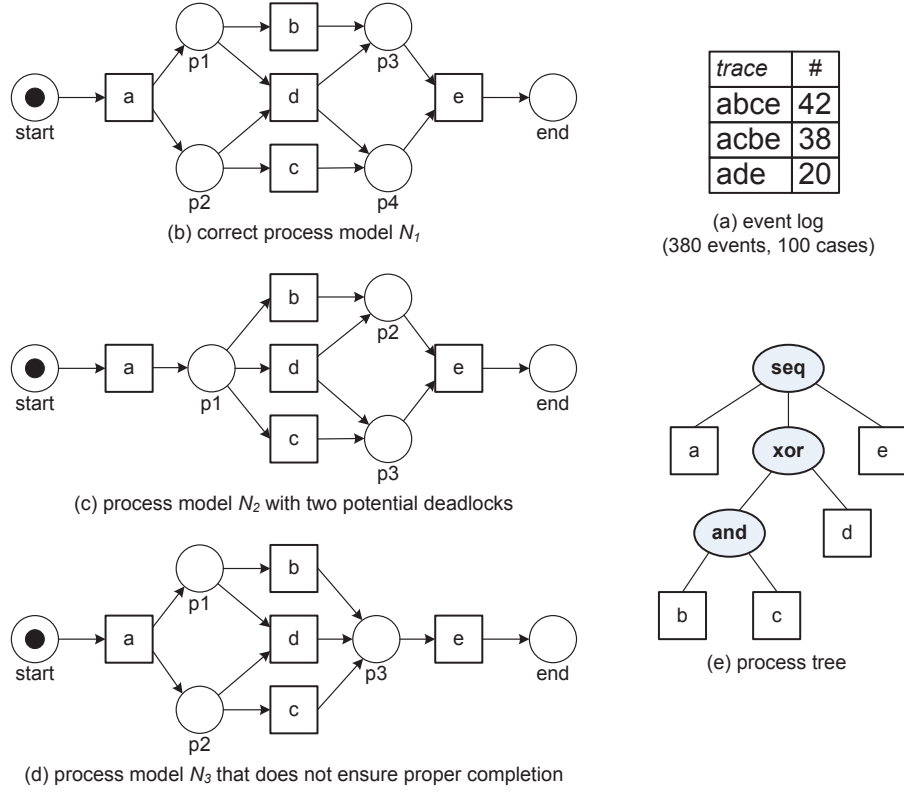 b
p1
p3
a
d
e
start
end
c
p2
p4
(b) correct process model N1
trace #
abce 42
acbe 38
ade 20
(a) event log
(380 events, 100 cases)
b
p2
a
d
e
start
p1
end
c
p3
(c) process model N2 with two potential deadlocks
b
p1
a
d
e
start
p3
end
c
p2
(d) process model N3 that does not ensure proper completion
seq
a
xor
e
and
d
b
c
(e) process tree